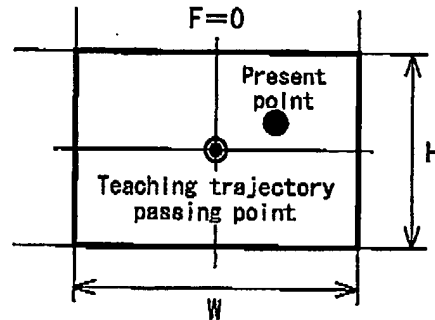 F=0
Present
point
H
Teaching trajectory
passing point
W